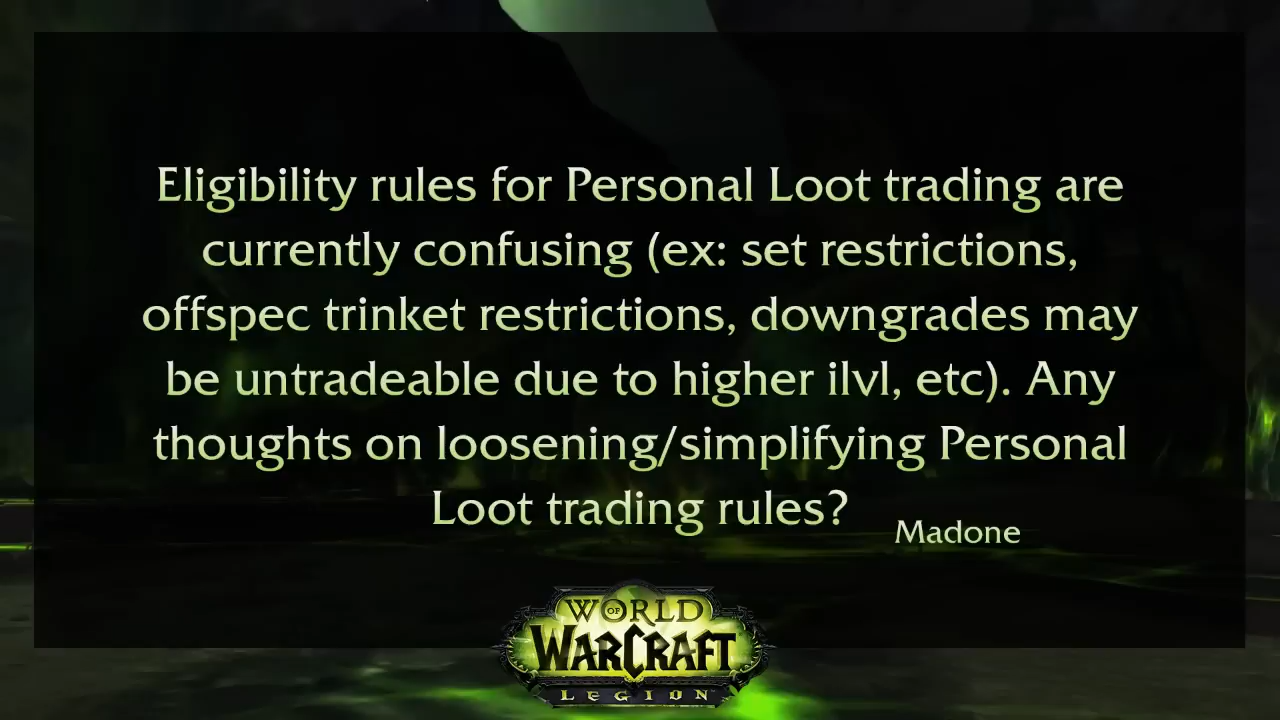 Eligibility rules for Personal Loot trading are
currently confusing (ex: set restrictions,
offspec trinket restrictions, downgrades may
be untradeable due to higher ilvl, etc). Any
thoughts on loosening/simplifying Personal
Loot trading rules?
Madone
WORLD
OF
WARCRAFT
LEGION